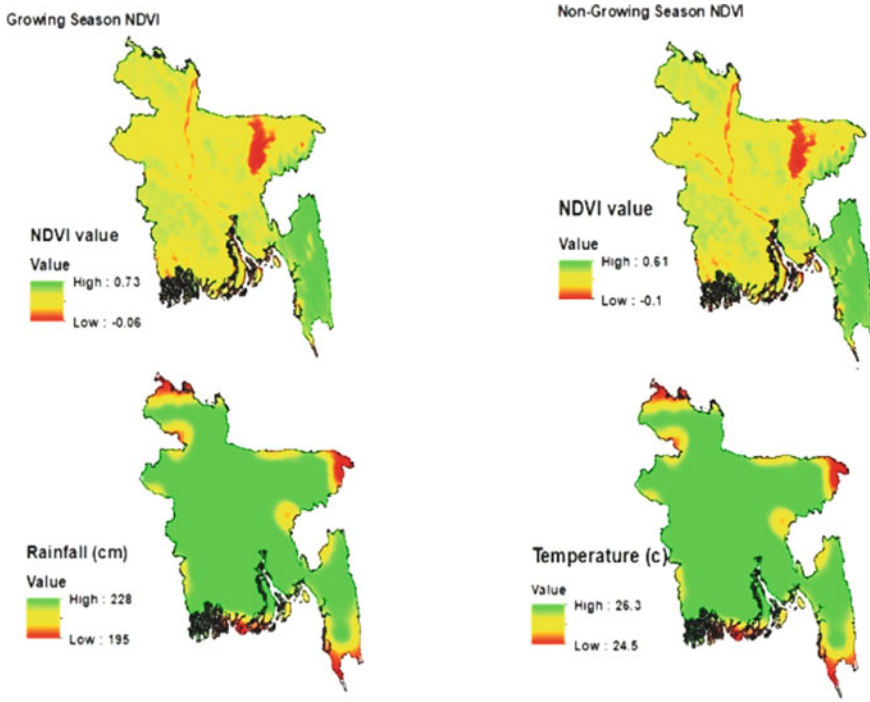 Growing Season NDVI
Non-Growing Season NDVI
NDVI value
Value
High : 0.73
Low : -0.06
NDVI value
Value
High : 0.61
Low : -0.1
Rainfall (cm)
Value
High : 228
Low : 195
Temperature (c)
Value
High : 26.3
Low : 24.5